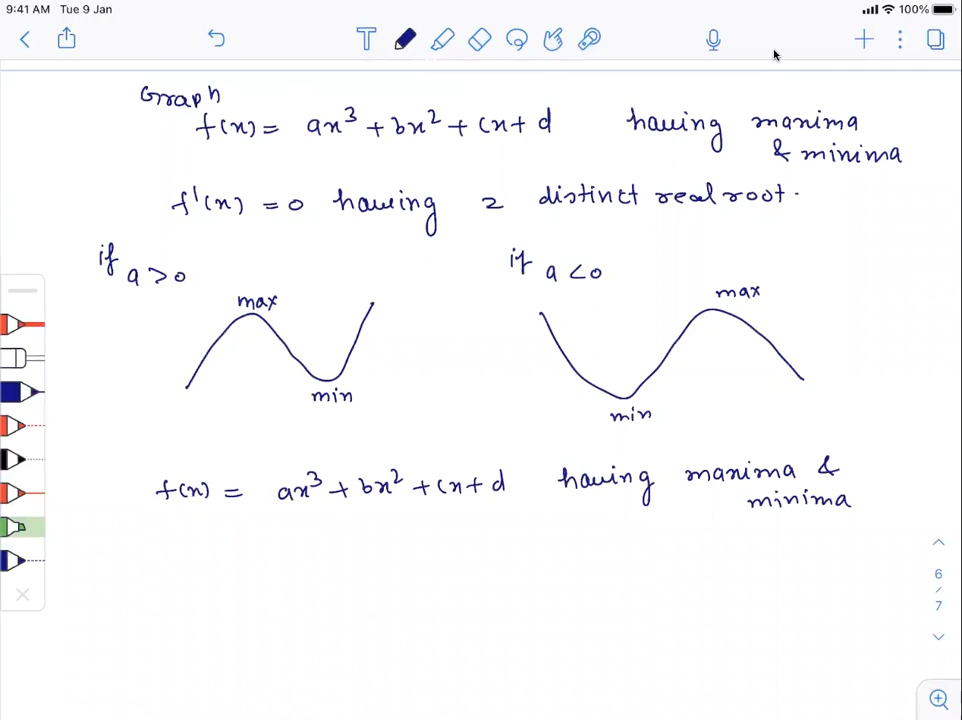 9:41 AM Tue 9 Jan 100%
Graph
f(x) = ax³ + bx² + cx + d having maxima
& minima
f'(x) = 0 having 2 distinct real root.
if a > 0
if a < 0
max
max
min
min
f(x) = ax³ + bx² + cx + d having maxima &
minima
6
/
7